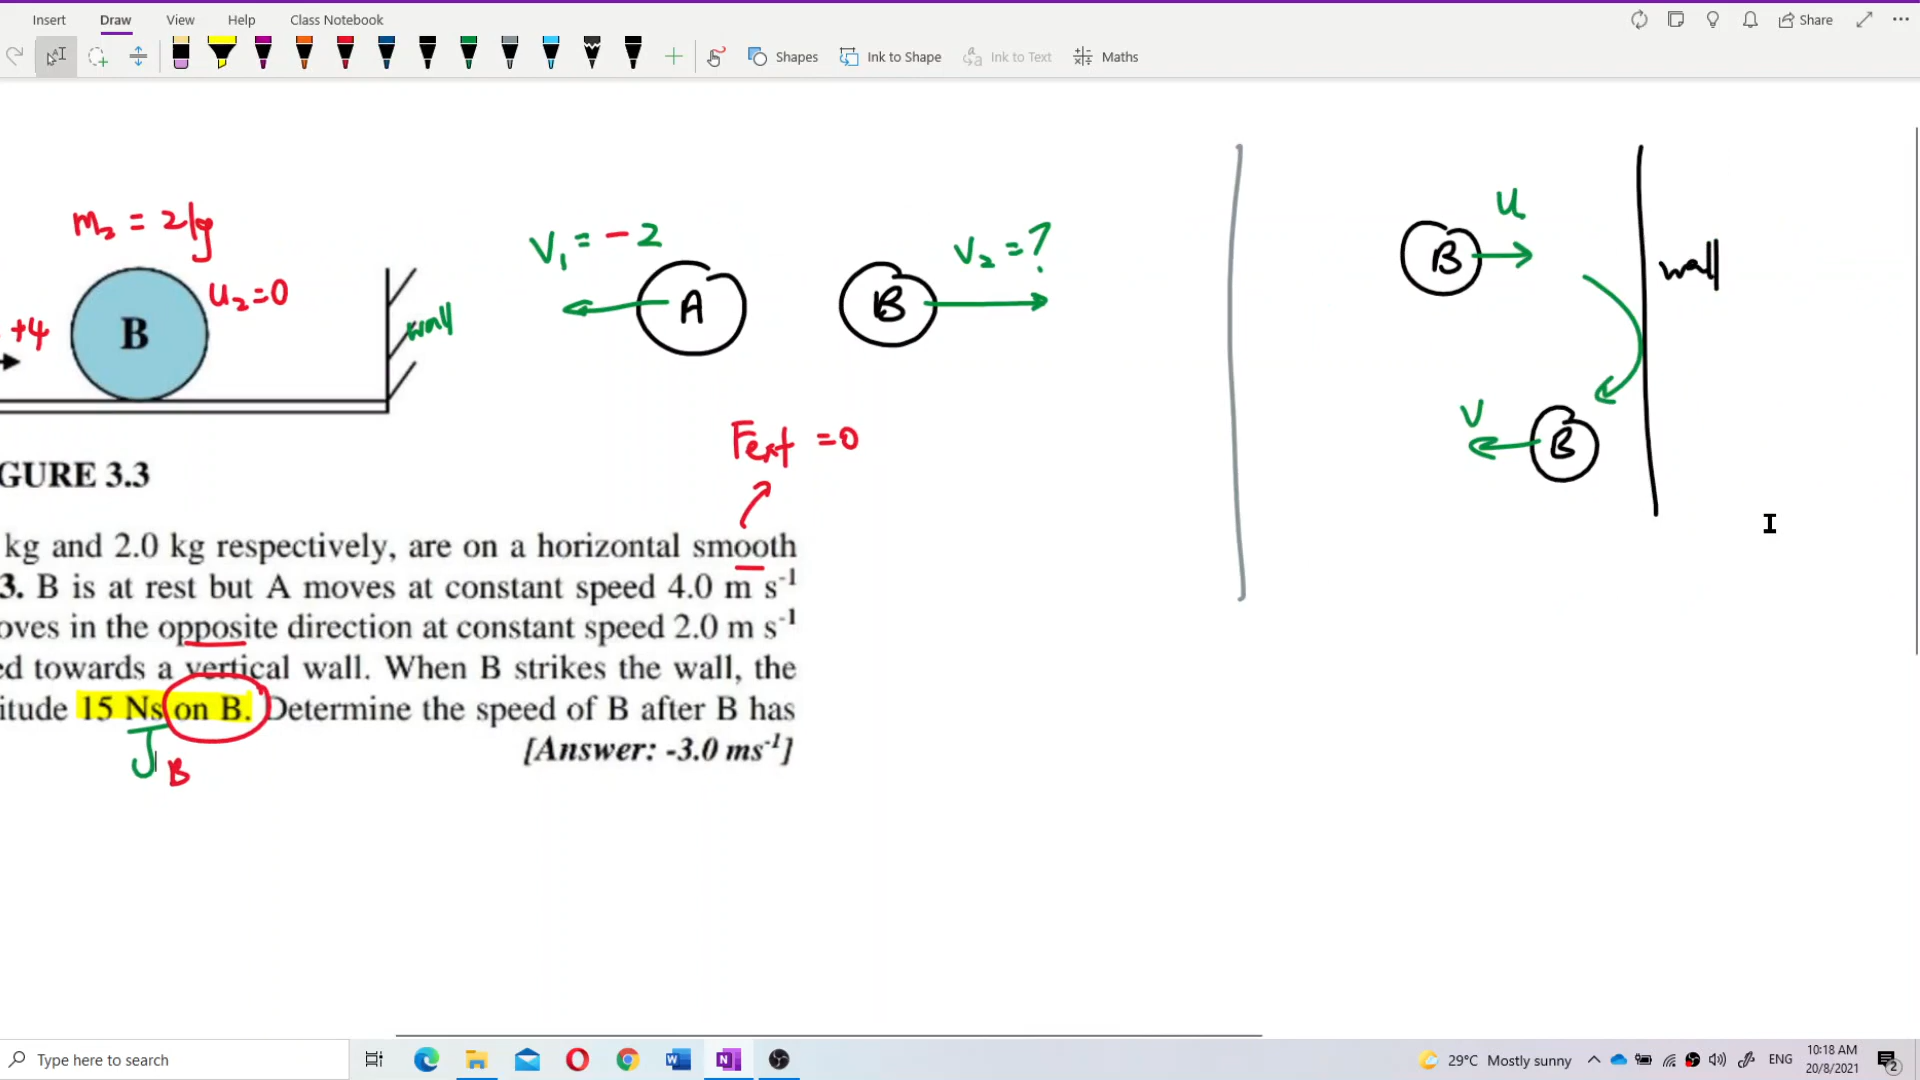 Insert Draw View Help Class Notebook
Share
Shapes Ink to Shape Ink to Text Maths
m₂ = 2kg
u₂=0
+4
B
wall
V₁ = -2
A
B
V₂ = ?
Fext = 0
B
u
wall
V
B
GURE 3.3
kg and 2.0 kg respectively, are on a horizontal smooth
3. B is at rest but A moves at constant speed 4.0 m s⁻¹
oves in the opposite direction at constant speed 2.0 m s⁻¹
ed towards a vertical wall. When B strikes the wall, the
itude 15 Ns on B. Determine the speed of B after B has
[Answer: -3.0 ms⁻¹]
J B
Type here to search
29°C Mostly sunny
ENG
10:18 AM
20/8/2021
2